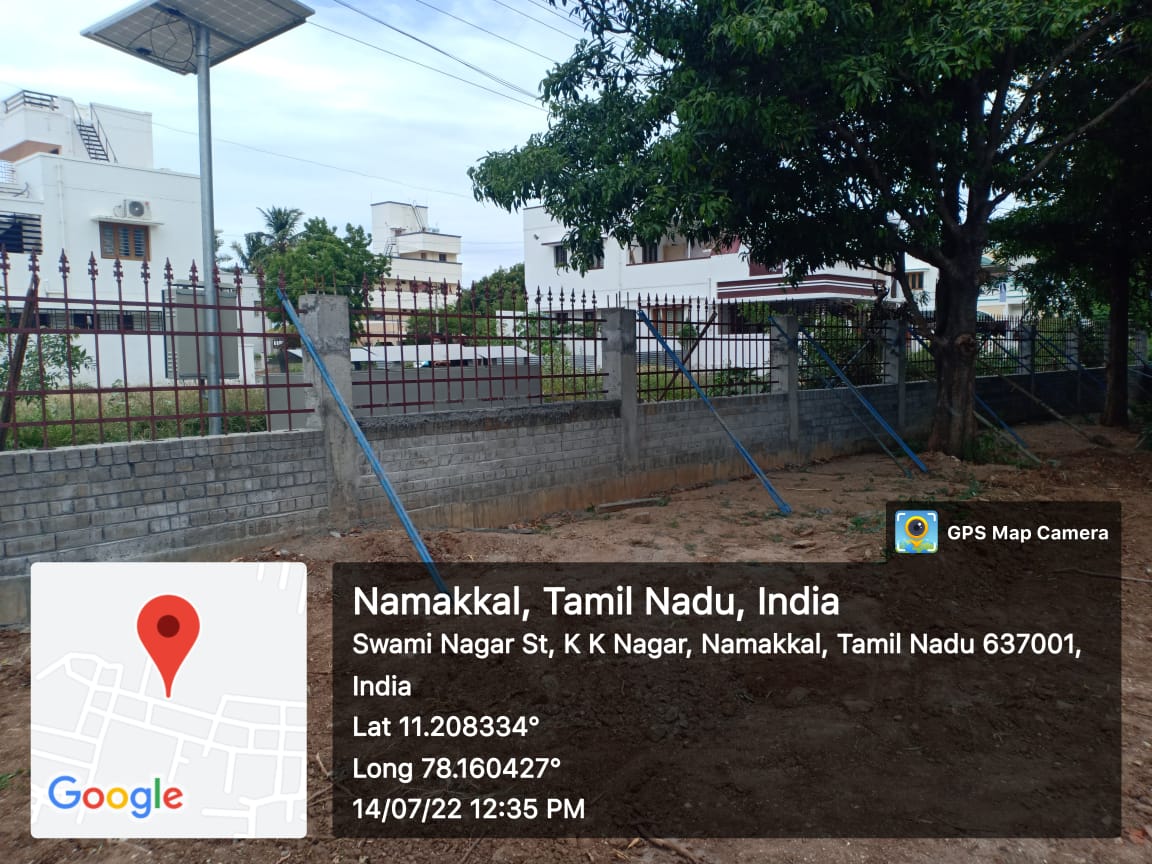 GPS Map Camera
Namakkal, Tamil Nadu, India
Swami Nagar St, K K Nagar, Namakkal, Tamil Nadu 637001,
India
Lat 11.208334°
Long 78.160427°
14/07/22 12:35 PM
Google